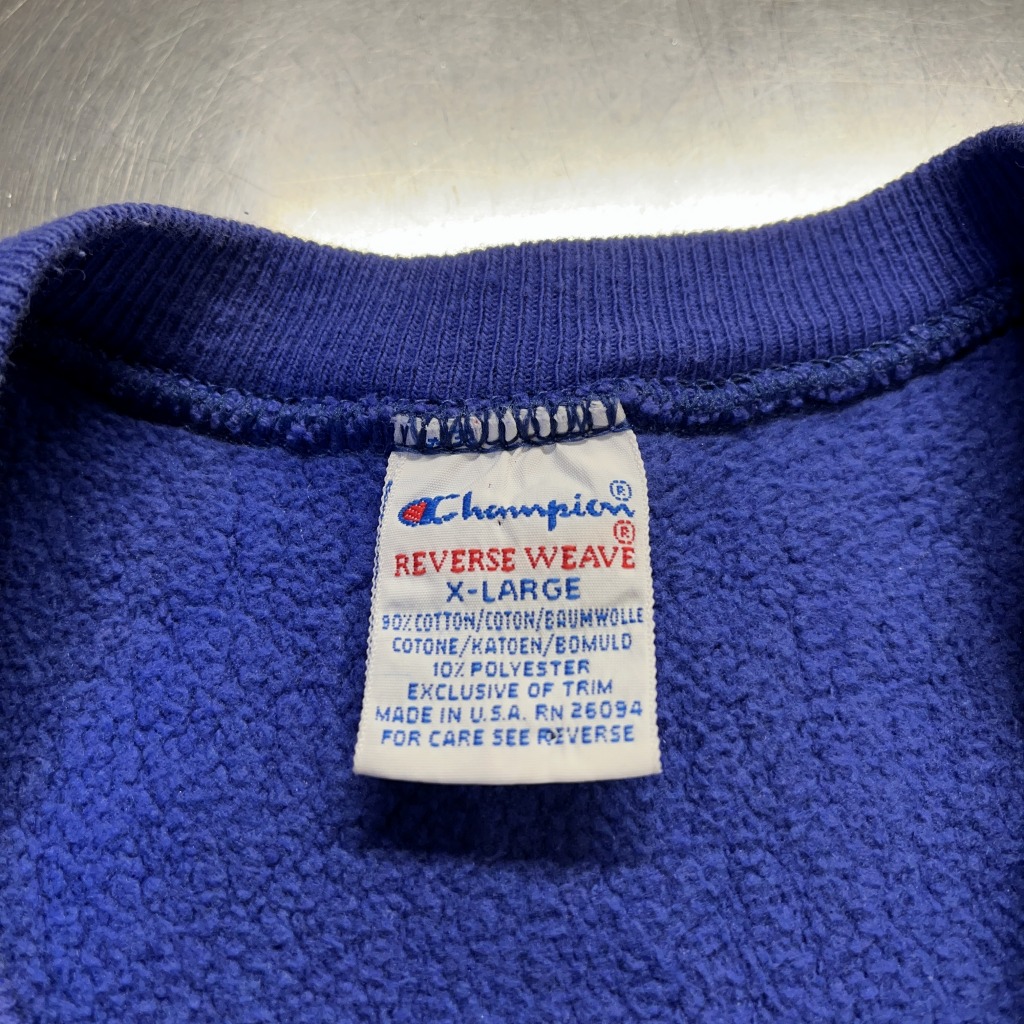 Champion®
REVERSE WEAVE®
X-LARGE
90% COTTON/COTON/BAUMWOLLE
COTONE/KATOEN/BOMULD
10% POLYESTER
EXCLUSIVE OF TRIM
MADE IN U.S.A. RN 26094
FOR CARE SEE REVERSE